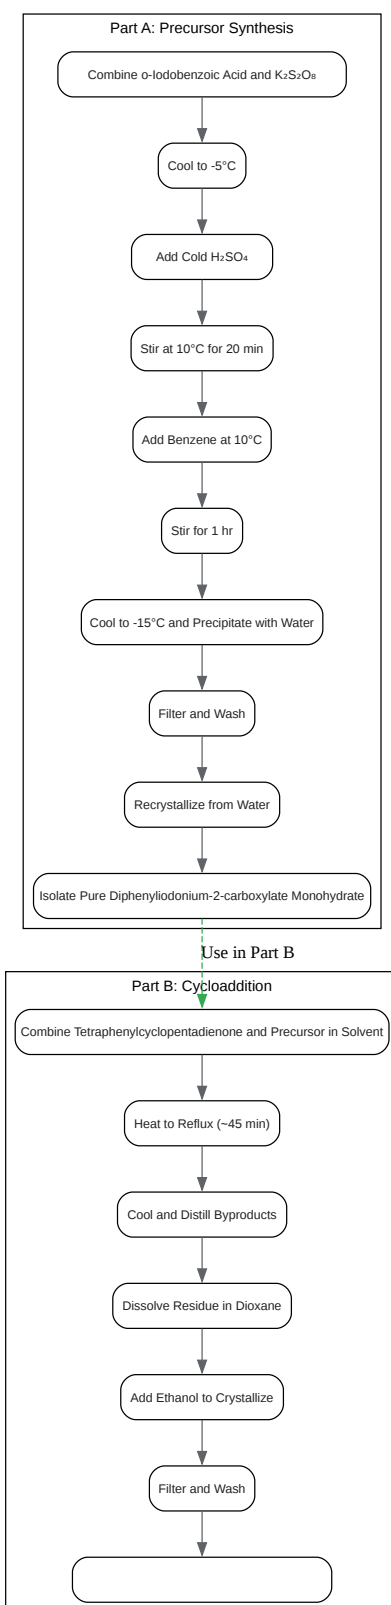 Part A: Precursor Synthesis
Combine o-Iodobenzoic Acid and K₂S₂O₈
Cool to -5°C
Add Cold H₂SO₄
Stir at 10°C for 20 min
Add Benzene at 10°C
Stir for 1 hr
Cool to -15°C and Precipitate with Water
Filter and Wash
Recrystallize from Water
Isolate Pure Diphenyliodonium-2-carboxylate Monohydrate
Use in Part B
Part B: Cycloaddition
Combine Tetraphenylcyclopentadienone and Precursor in Solvent
Heat to Reflux (~45 min)
Cool and Distill Byproducts
Dissolve Residue in Dioxane
Add Ethanol to Crystallize
Filter and Wash